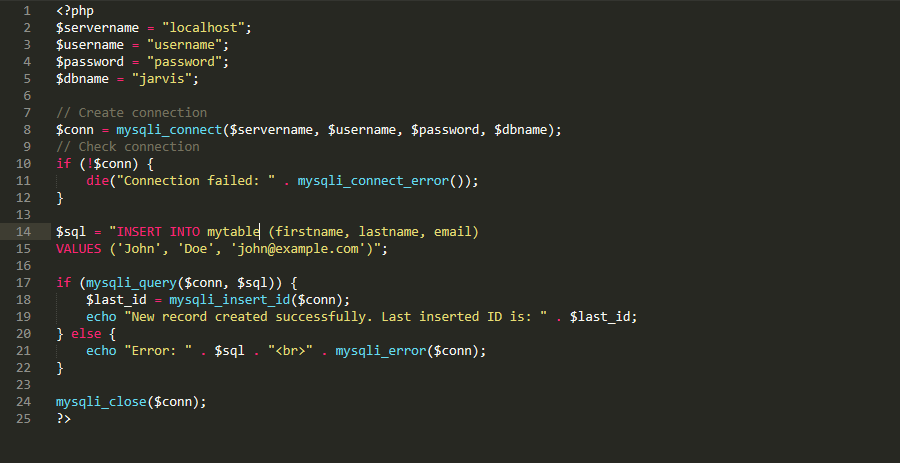 1 <?php
2 $servername = "localhost";
3 $username = "username";
4 $password = "password";
5 $dbname = "jarvis";
6
7 // Create connection
8 $conn = mysqli_connect($servername, $username, $password, $dbname);
9 // Check connection
10 if (!$conn) {
11     die("Connection failed: " . mysqli_connect_error());
12 }
13
14 $sql = "INSERT INTO mytable (firstname, lastname, email)
15 VALUES ('John', 'Doe', 'john@example.com')";
16
17 if (mysqli_query($conn, $sql)) {
18     $last_id = mysqli_insert_id($conn);
19     echo "New record created successfully. Last inserted ID is: " . $last_id;
20 } else {
21     echo "Error: " . $sql . "<br>" . mysqli_error($conn);
22 }
23
24 mysqli_close($conn);
25 ?>